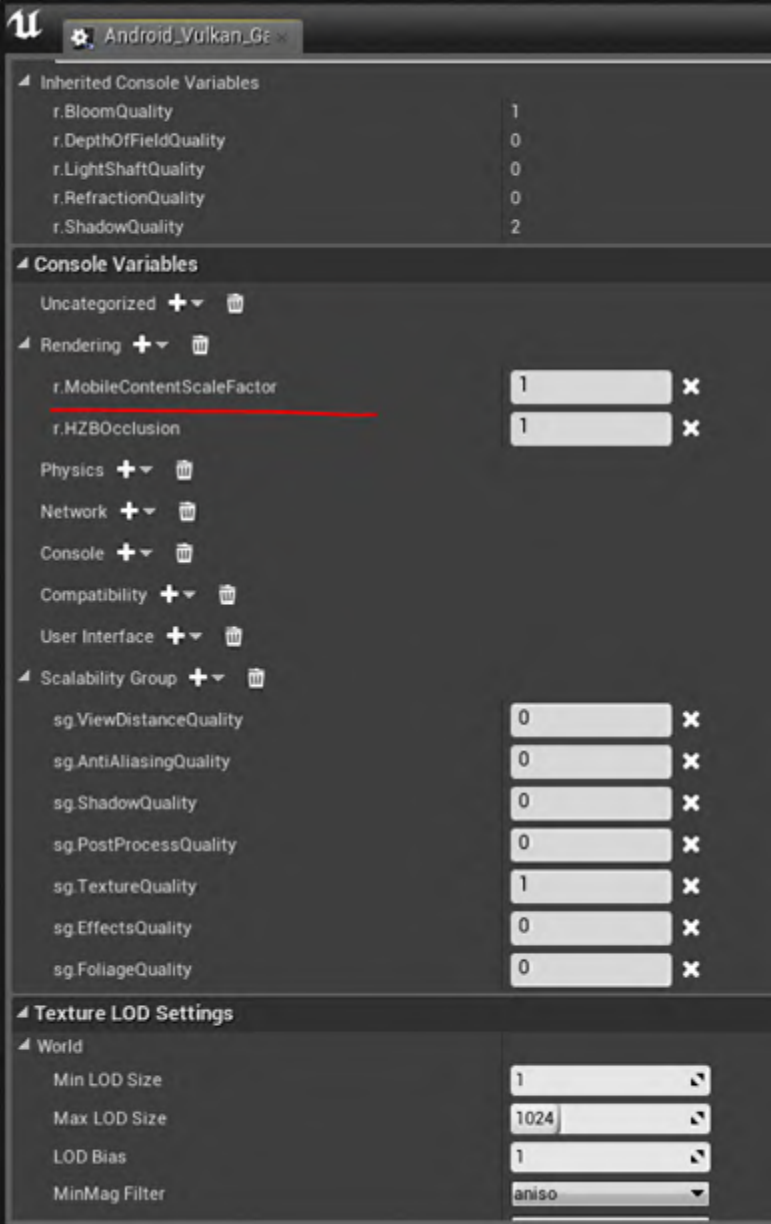 Android_Vulkan_Ge
Inherited Console Variables
r.BloomQuality 1
r.DepthOfFieldQuality 0
r.LightShaftQuality 0
r.RefractionQuality 0
r.ShadowQuality 2
Console Variables
Uncategorized
Rendering
r.MobileContentScaleFactor 1
r.HZBOcclusion 1
Physics
Network
Console
Compatibility
User Interface
Scalability Group
sg.ViewDistanceQuality 0
sg.AntiAliasingQuality 0
sg.ShadowQuality 0
sg.PostProcessQuality 0
sg.TextureQuality 1
sg.EffectsQuality 0
sg.FoliageQuality 0
Texture LOD Settings
World
Min LOD Size 1
Max LOD Size 1024
LOD Bias 1
MinMag Filter aniso